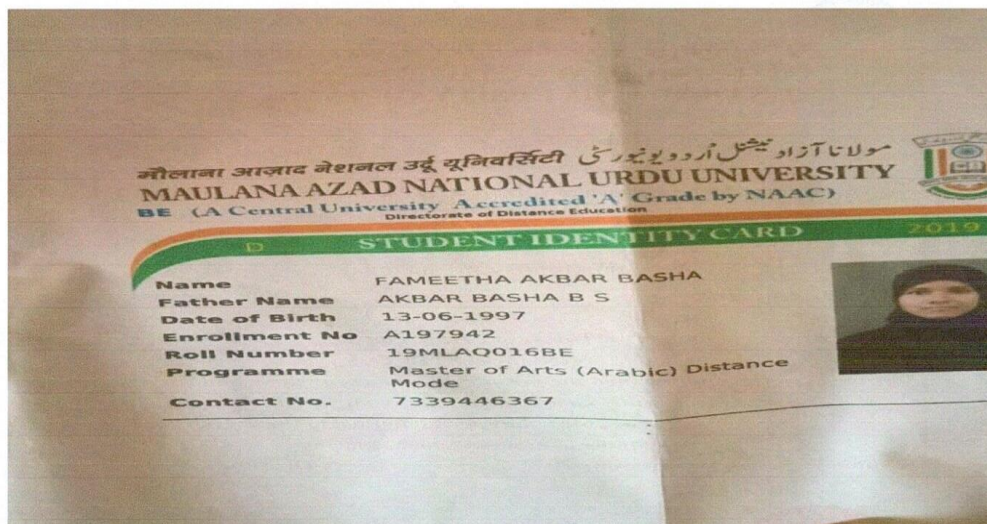 मौलाना आज़ाद नेशनल उर्दू यूनिवर्सिटी مولانا آزاد نیشنل اُردو یونیورسٹی
MAULANA AZAD NATIONAL URDU UNIVERSITY
BE (A Central University Accredited 'A' Grade by NAAC)
Directorate of Distance Education
D STUDENT IDENTITY CARD 2019
Name FAMEETHA AKBAR BASHA
Father Name AKBAR BASHA B S
Date of Birth 13-06-1997
Enrollment No A197942
Roll Number 19MLAQ016BE
Programme Master of Arts (Arabic) Distance
Mode
Contact No. 7339446367